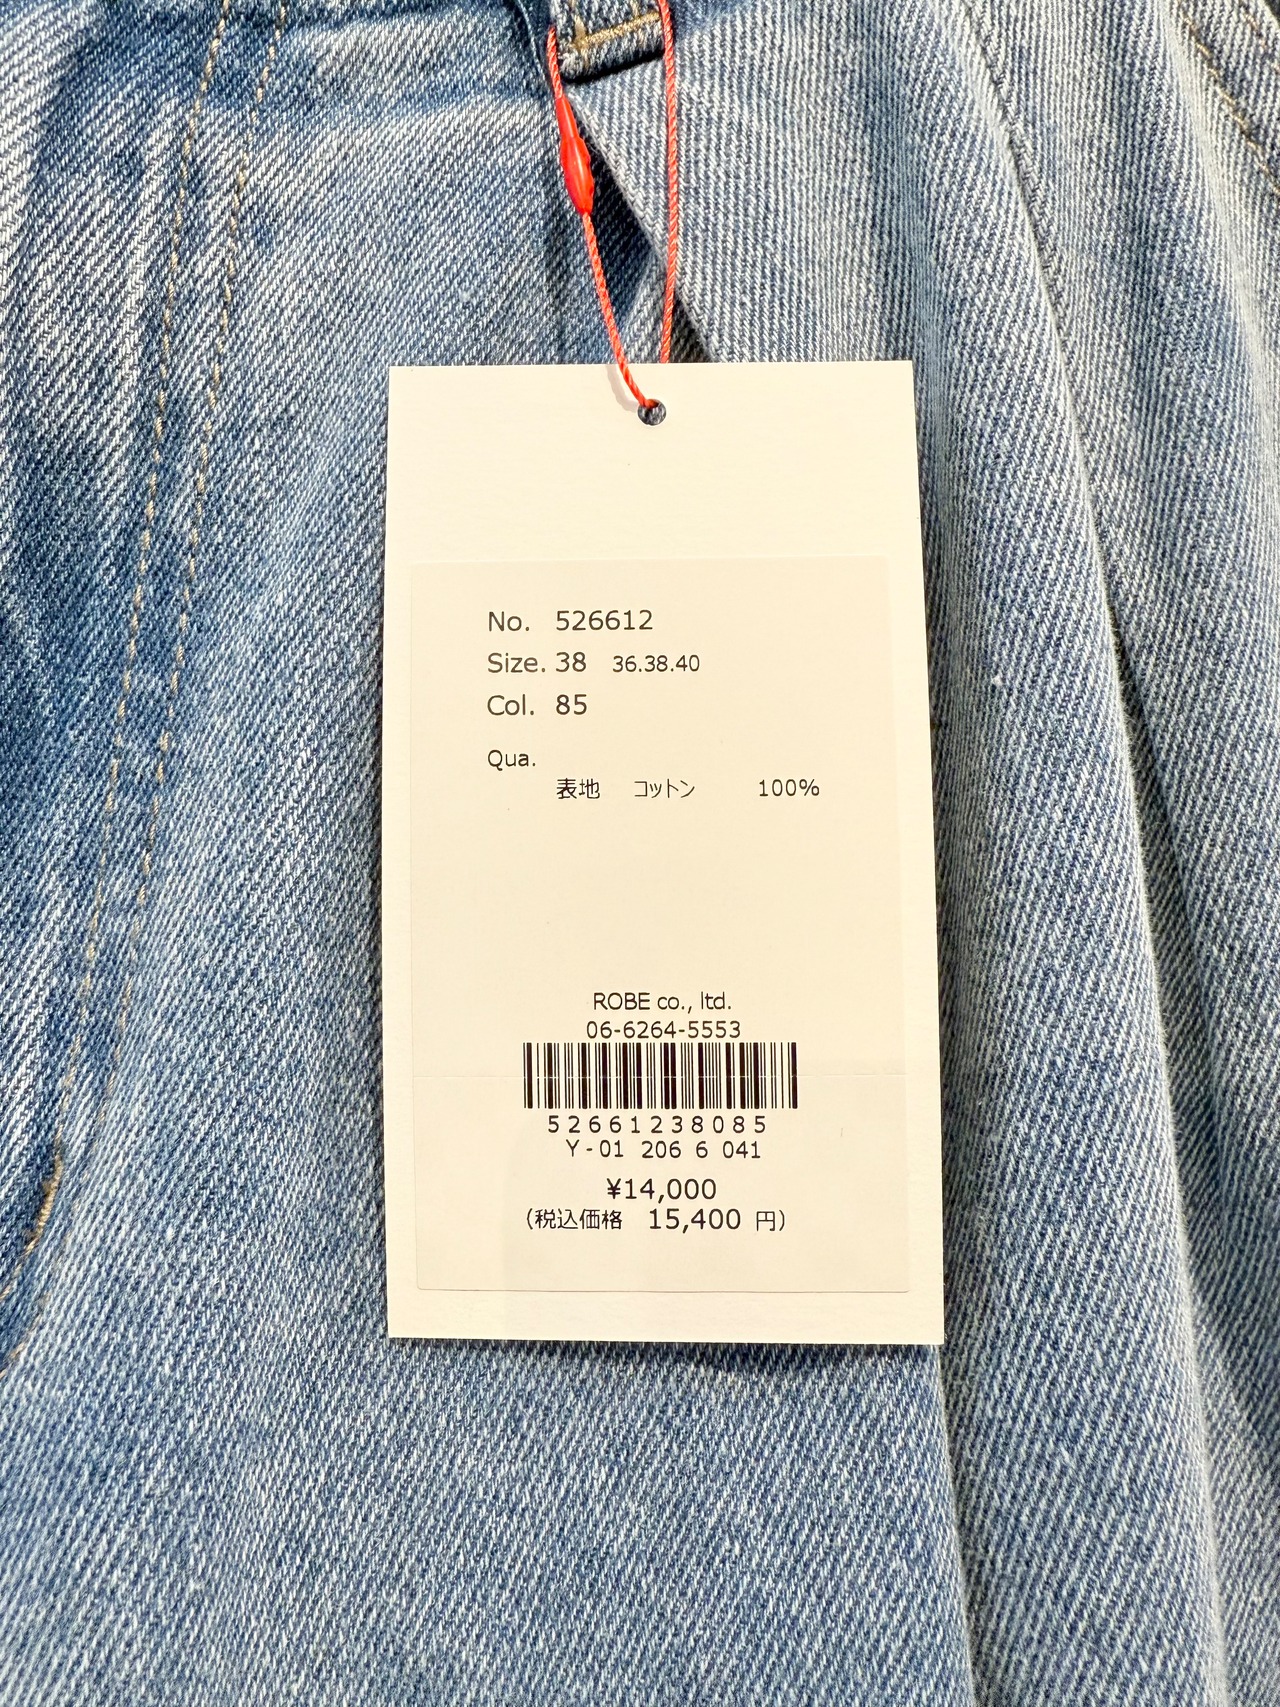 No. 526612
Size. 38 36.38.40
Col. 85
Qua.
表地 コットン 100%
ROBE co., ltd.
06-6264-5553
52661238085
Y-01 206 6 041
¥14,000
(税込価格 15,400 円)